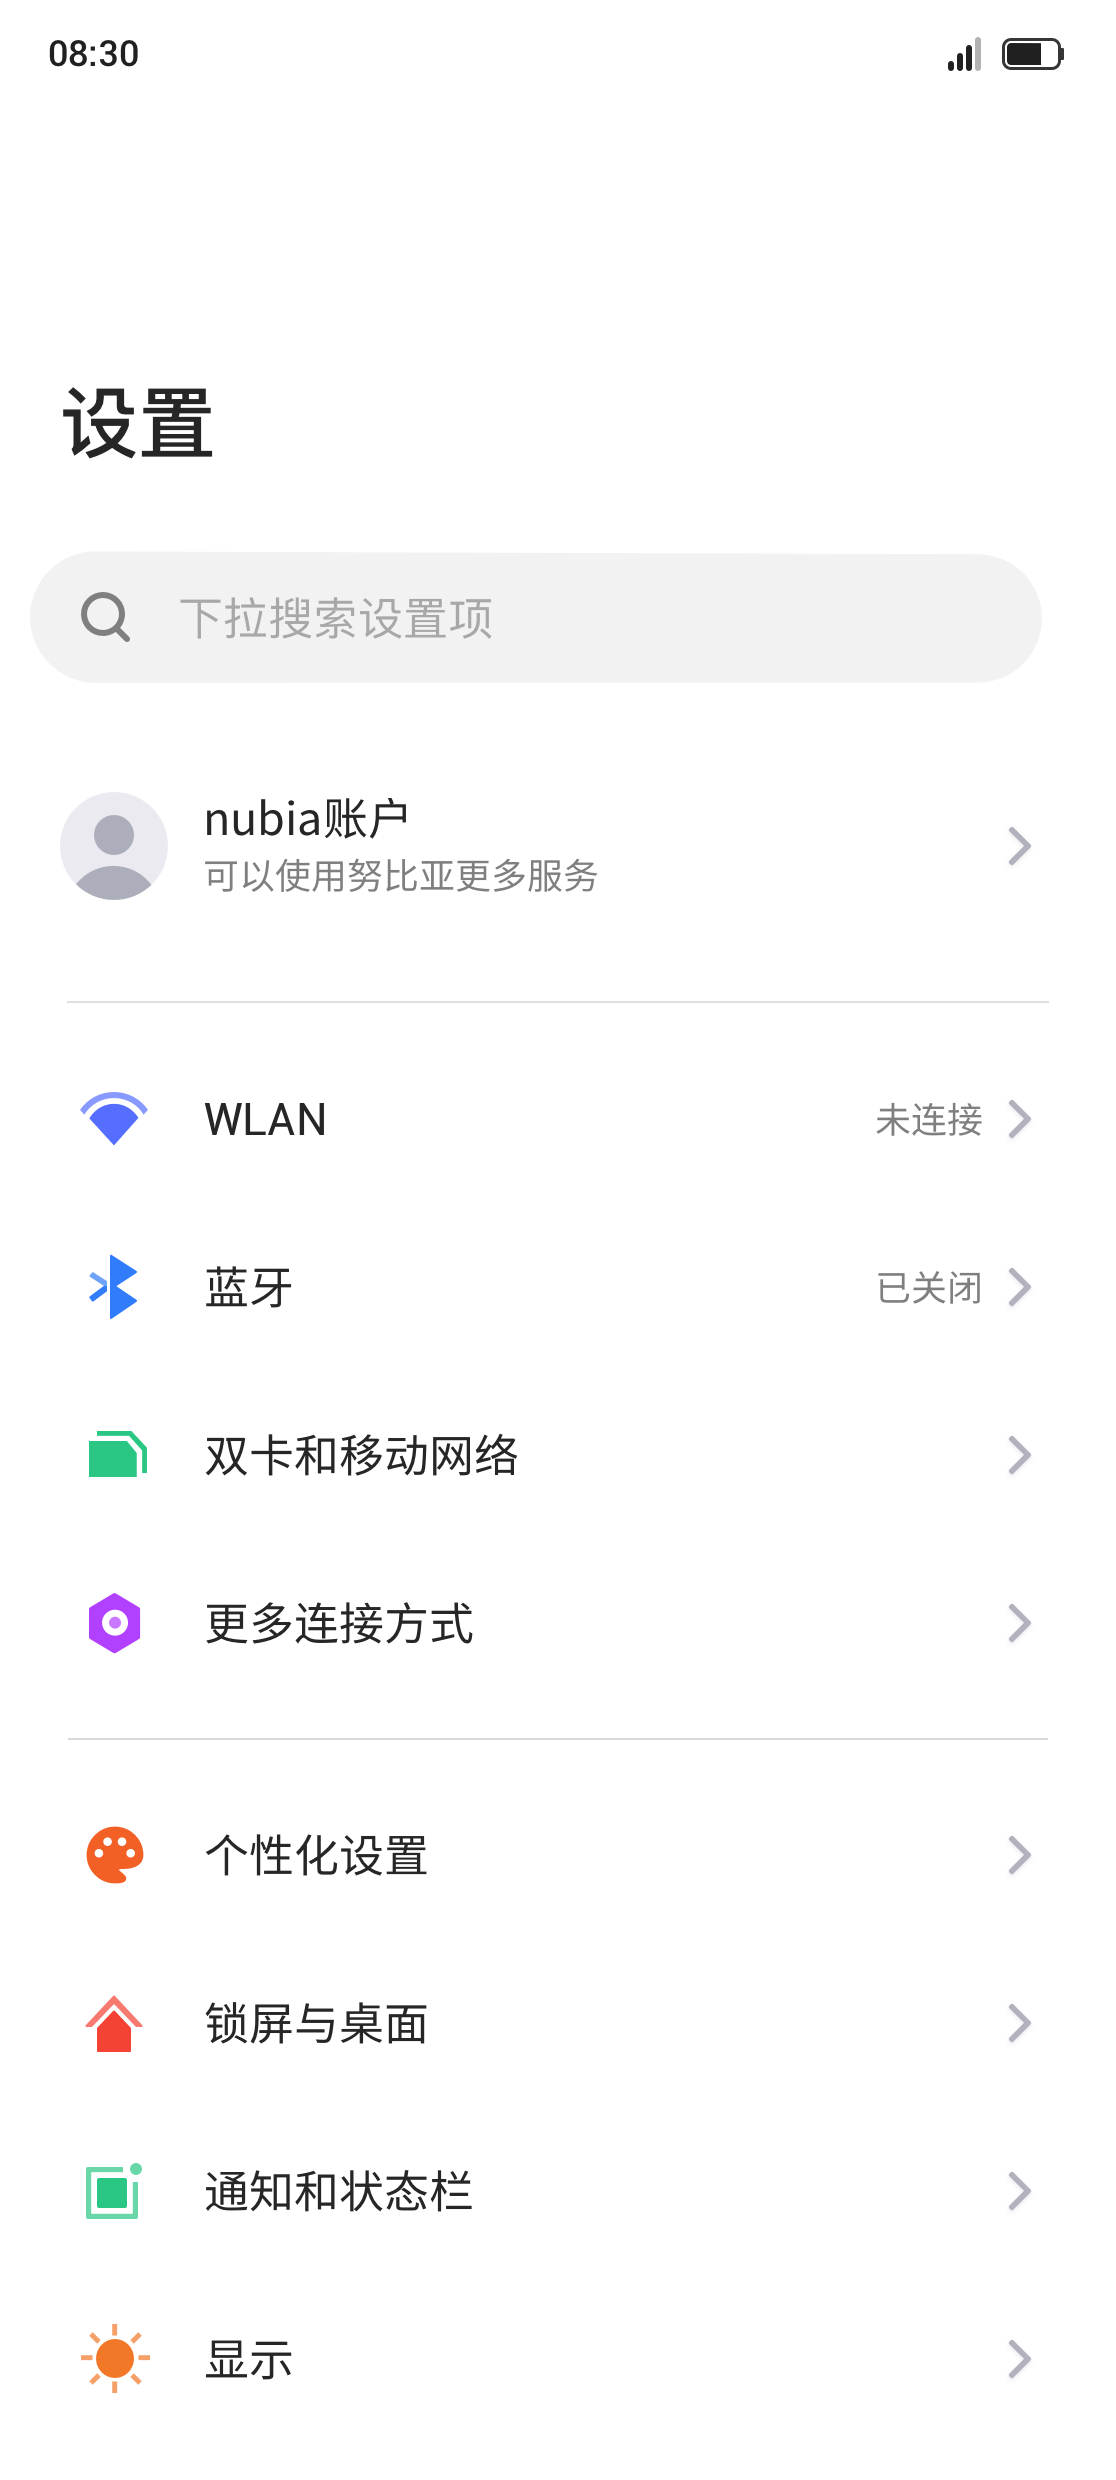 08:30
设置
下拉搜索设置项
nubia账户
可以使用努比亚更多服务
WLAN 未连接
蓝牙 已关闭
双卡和移动网络
更多连接方式
个性化设置
锁屏与桌面
通知和状态栏
显示